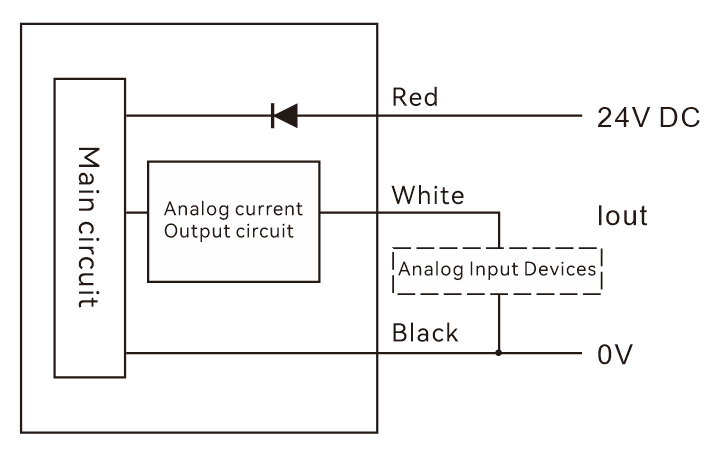 Red
24V DC
Main circuit
White
Analog current
Output circuit
Iout
Analog Input Devices
Black
0V